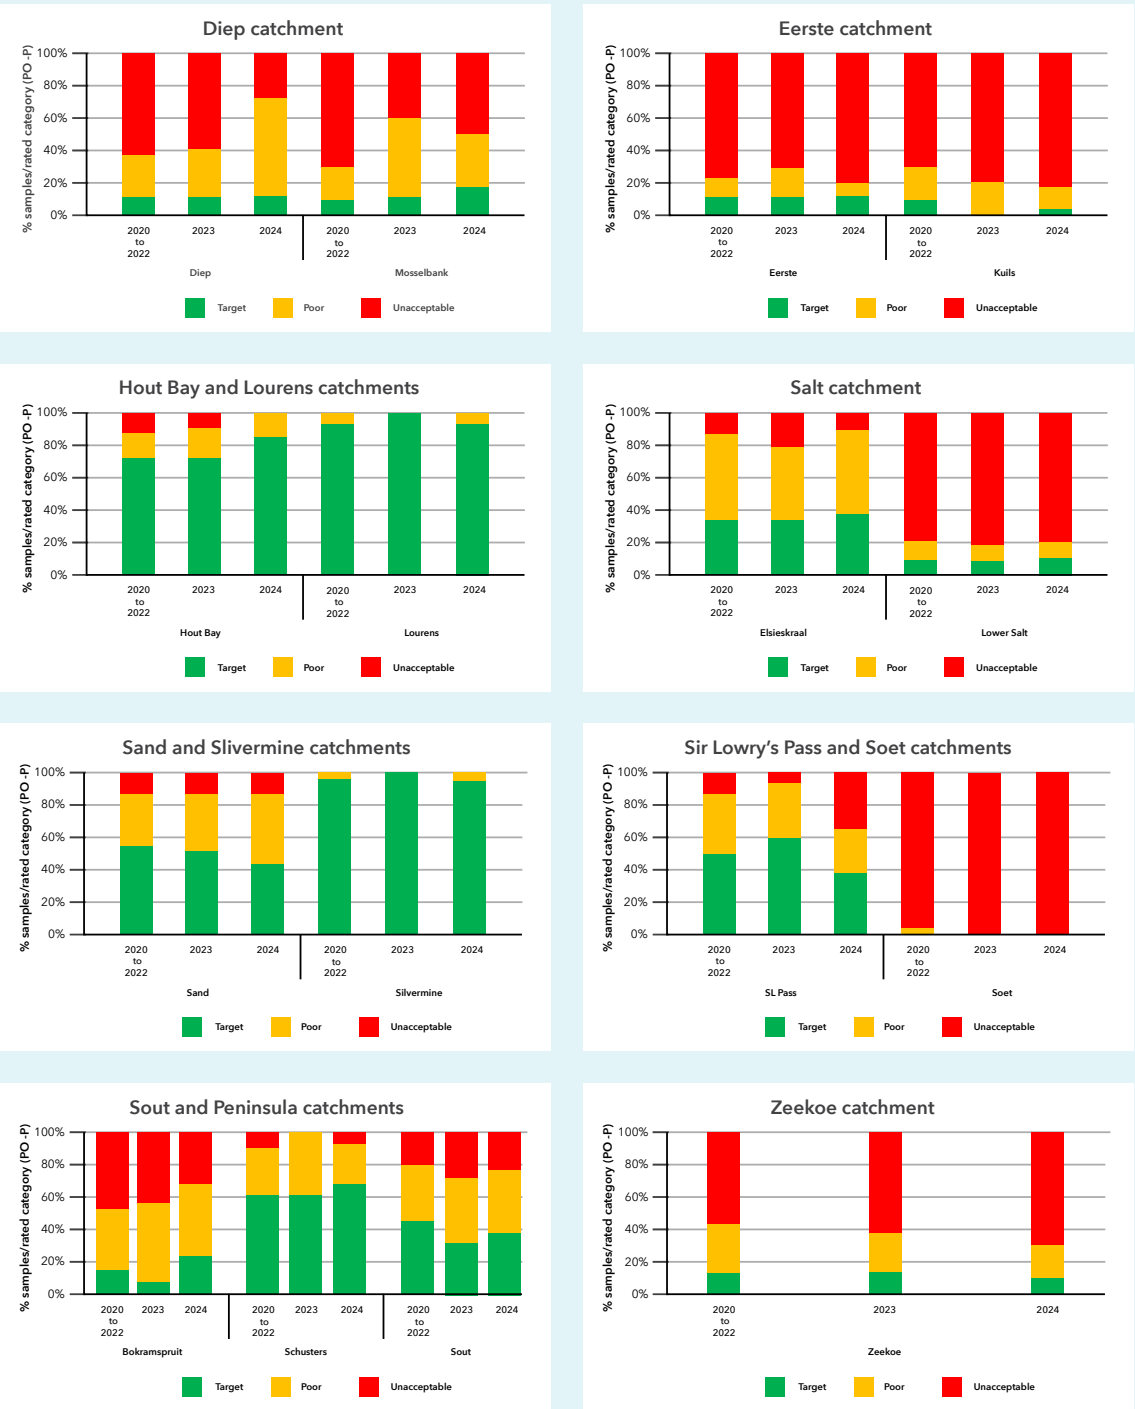 Diep catchment
% samples/rated category (PO -P)
100%
80%
60%
40%
20%
0%
2020 to 2022
2023
2024
2020 to 2022
2023
2024
Diep
Mosselbank
Target
Poor
Unacceptable
Eerste catchment
% samples/rated category (PO -P)
100%
80%
60%
40%
20%
0%
2020 to 2022
2023
2024
2020 to 2022
2023
2024
Eerste
Kuils
Target
Poor
Unacceptable
Hout Bay and Lourens catchments
% samples/rated category (PO -P)
100%
80%
60%
40%
20%
0%
2020 to 2022
2023
2024
2020 to 2022
2023
2024
Hout Bay
Lourens
Target
Poor
Unacceptable
Salt catchment
% samples/rated category (PO -P)
100%
80%
60%
40%
20%
0%
2020 to 2022
2023
2024
2020 to 2022
2023
2024
Elsieskraal
Lower Salt
Target
Poor
Unacceptable
Sand and Slivermine catchments
% samples/rated category (PO -P)
100%
80%
60%
40%
20%
0%
2020 to 2022
2023
2024
2020 to 2022
2023
2024
Sand
Silvermine
Target
Poor
Unacceptable
Sir Lowry's Pass and Soet catchments
% samples/rated category (PO -P)
100%
80%
60%
40%
20%
0%
2020 to 2022
2023
2024
2020 to 2022
2023
2024
SL Pass
Soet
Target
Poor
Unacceptable
Sout and Peninsula catchments
% samples/rated category (PO -P)
100%
80%
60%
40%
20%
0%
2020 to 2022
2023
2024
2020 to 2022
2023
2024
2020 to 2022
2023
2024
Bokramspruit
Schusters
Sout
Target
Poor
Unacceptable
Zeekoe catchment
% samples/rated category (PO -P)
100%
80%
60%
40%
20%
0%
2020 to 2022
2023
2024
Zeekoe
Target
Poor
Unacceptable